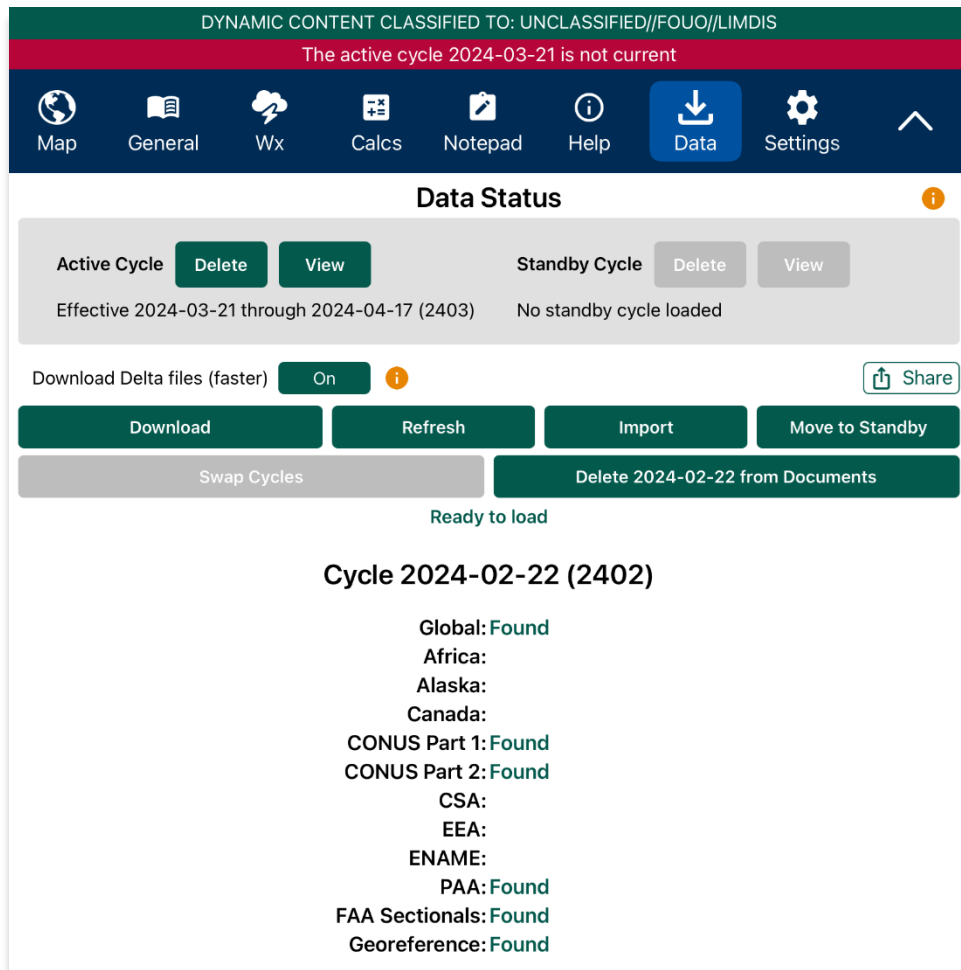 DYNAMIC CONTENT CLASSIFIED TO: UNCLASSIFIED//FOUO//LIMDIS
The active cycle 2024-03-21 is not current
Map General Wx Calcs Notepad Help Data Settings
Data Status
Active Cycle Delete View Standby Cycle Delete View
Effective 2024-03-21 through 2024-04-17 (2403) No standby cycle loaded
Download Delta files (faster) On Share
Download Refresh Import Move to Standby
Swap Cycles Delete 2024-02-22 from Documents
Ready to load
Cycle 2024-02-22 (2402)
Global: Found
Africa:
Alaska:
Canada:
CONUS Part 1: Found
CONUS Part 2: Found
CSA:
EEA:
ENAME:
PAA: Found
FAA Sectionals: Found
Georeference: Found